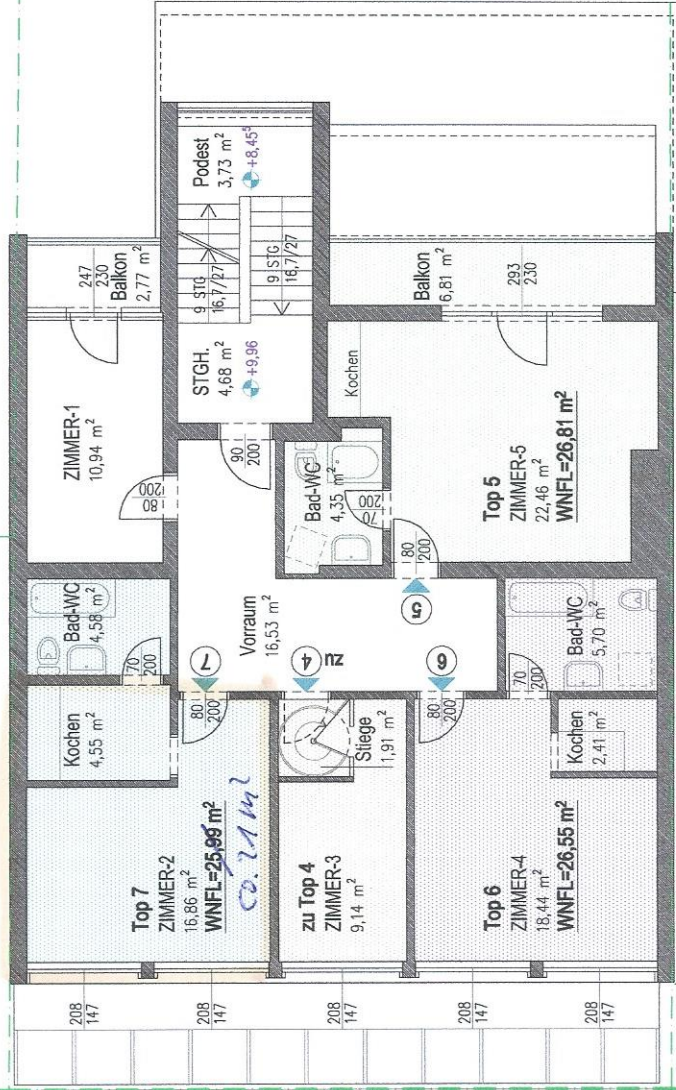 247
230
Balkon
2,77 m²
ZIMMER-1
10,94 m²
80
200
Podest
3,73 m²
+8,45⁵
9 STG
16,7/27
9 STG
16,7/27
STGH.
4,68 m²
+9,96
90
200
Balkon
6,81 m²
293
230
Kochen
Top 5
ZIMMER-5
22,46 m²
WNFL=26,81 m²
Bad-WC
4,35 m²
70
200
80
200
5
Bad-WC
4,58 m²
70
200
Kochen
4,55 m²
Vorraum
16,53 m²
7
80
200
zu
4
6
80
200
Bad-WC
5,70 m²
70
200
Kochen
2,41 m²
Stiege
1,91 m²
Top 7
ZIMMER-2
16,86 m²
WNFL=25,99 m²
ca. 21 m²
zu Top 4
ZIMMER-3
9,14 m²
Top 6
ZIMMER-4
18,44 m²
WNFL=26,55 m²
208
147
208
147
208
147
208
147
208
147